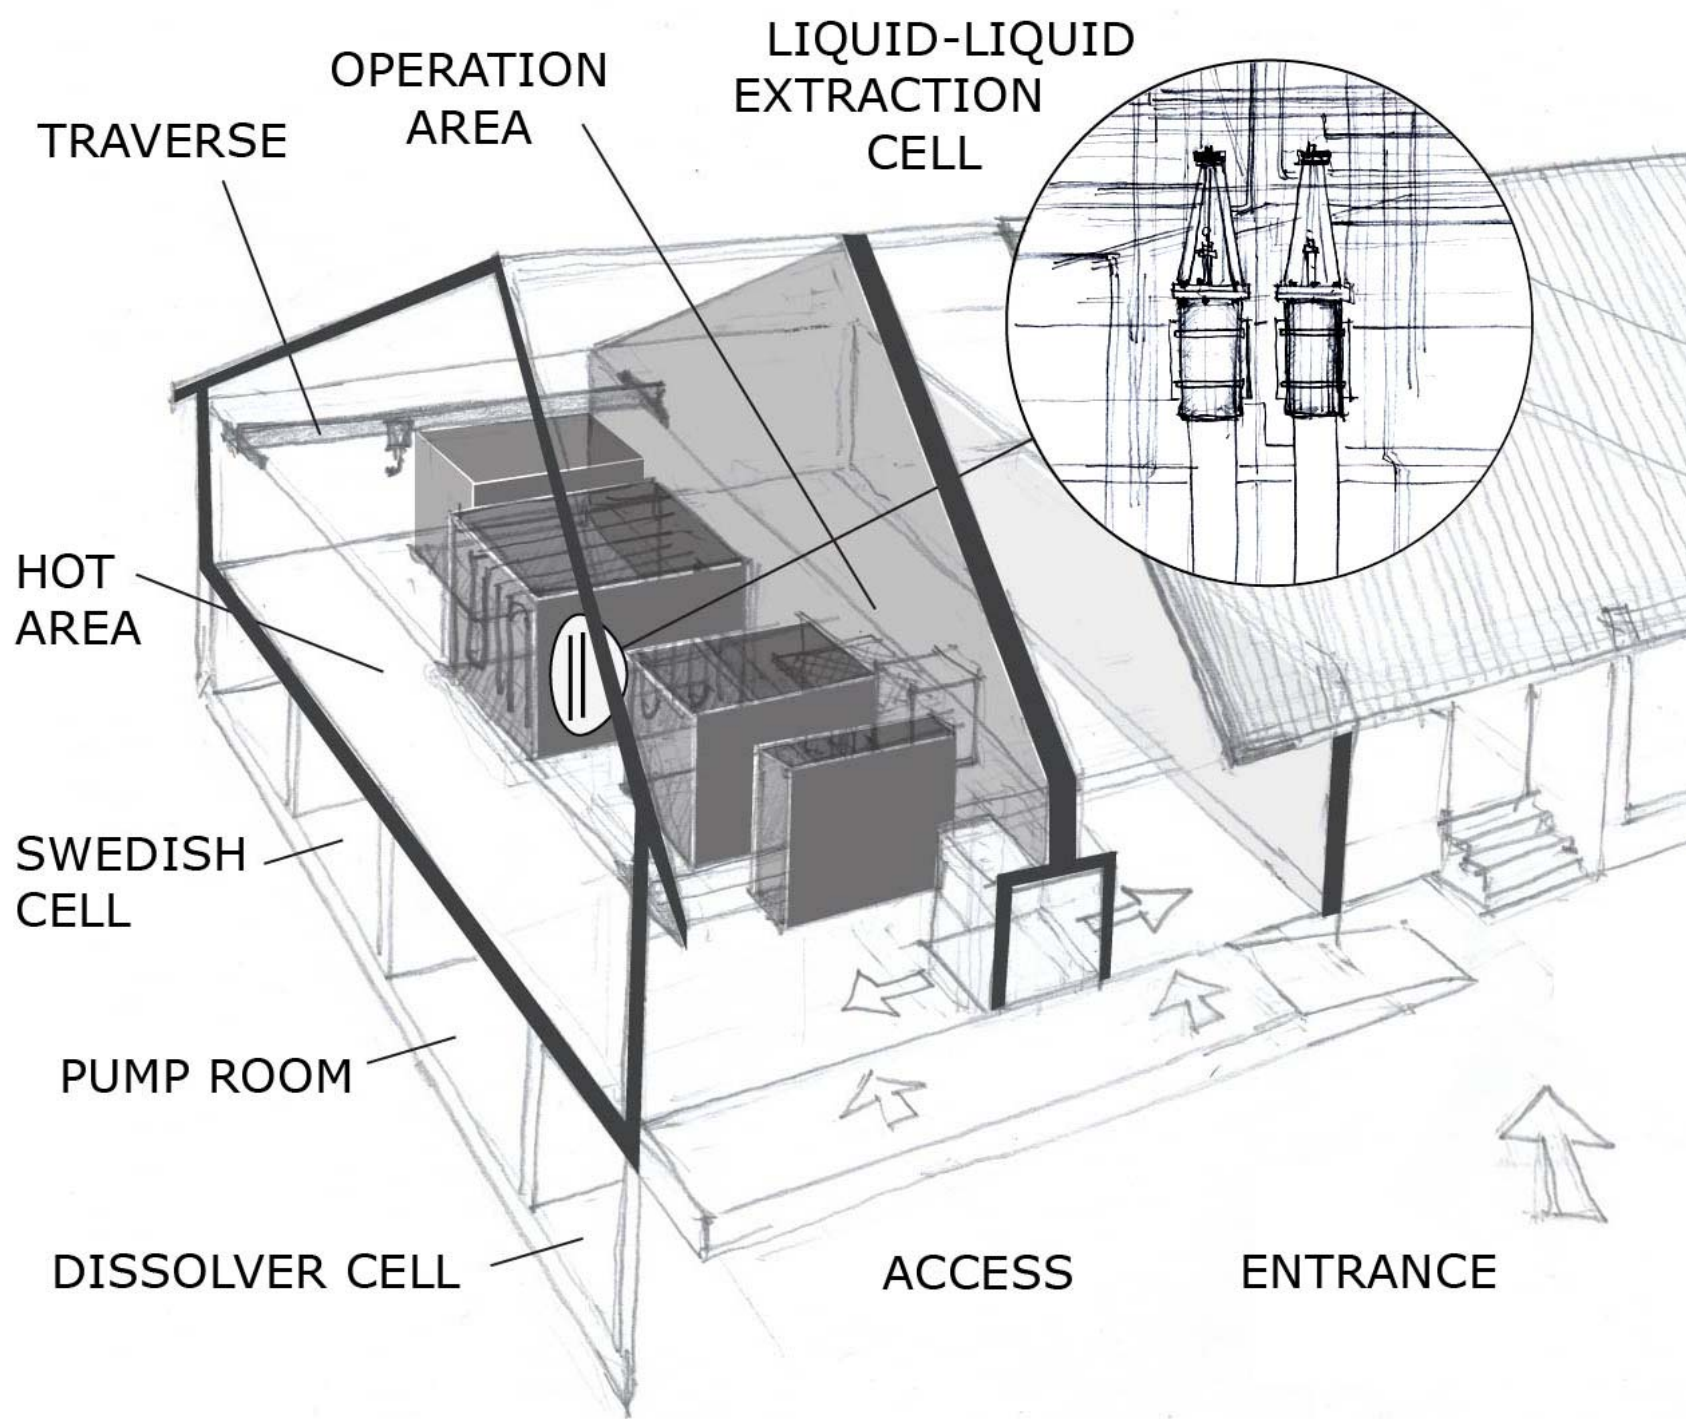 LIQUID-LIQUID
EXTRACTION
CELL
OPERATION
AREA
TRAVERSE
HOT
AREA
SWEDISH
CELL
PUMP ROOM
DISSOLVER CELL
ACCESS
ENTRANCE